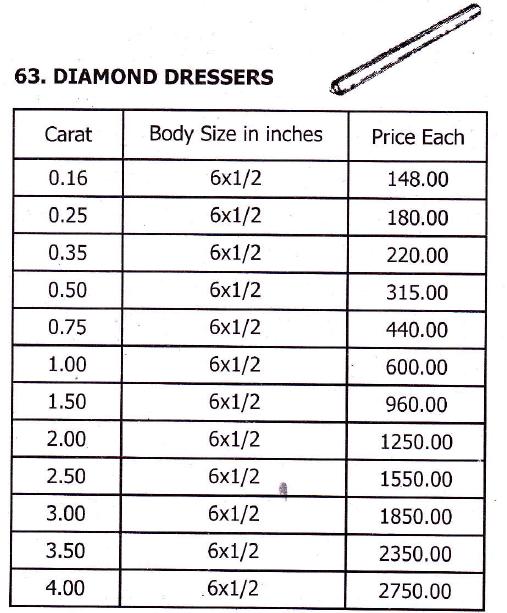 63. DIAMOND DRESSERS
Carat Body Size in inches Price Each
0.16 6x1/2 148.00
0.25 6x1/2 180.00
0.35 6x1/2 220.00
0.50 6x1/2 315.00
0.75 6x1/2 440.00
1.00 6x1/2 600.00
1.50 6x1/2 960.00
2.00 6x1/2 1250.00
2.50 6x1/2 1550.00
3.00 6x1/2 1850.00
3.50 6x1/2 2350.00
4.00 6x1/2 2750.00